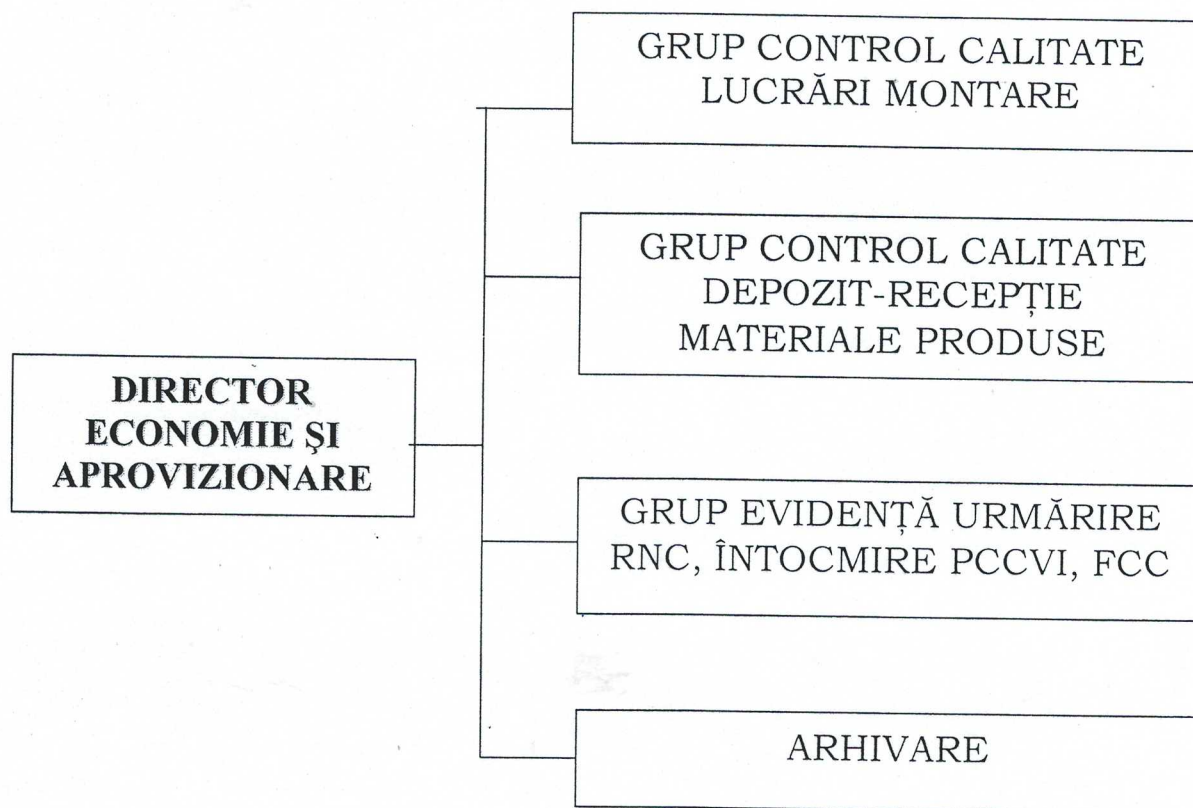 GRUP CONTROL CALITATE
LUCRĂRI MONTARE
GRUP CONTROL CALITATE
DEPOZIT-RECEPȚIE
MATERIALE PRODUSE
DIRECTOR
ECONOMIE ŞI
APROVIZIONARE
GRUP EVIDENȚĂ URMĂRIRE
RNC, ÎNTOCMIRE PCCVI, FCC
ARHIVARE